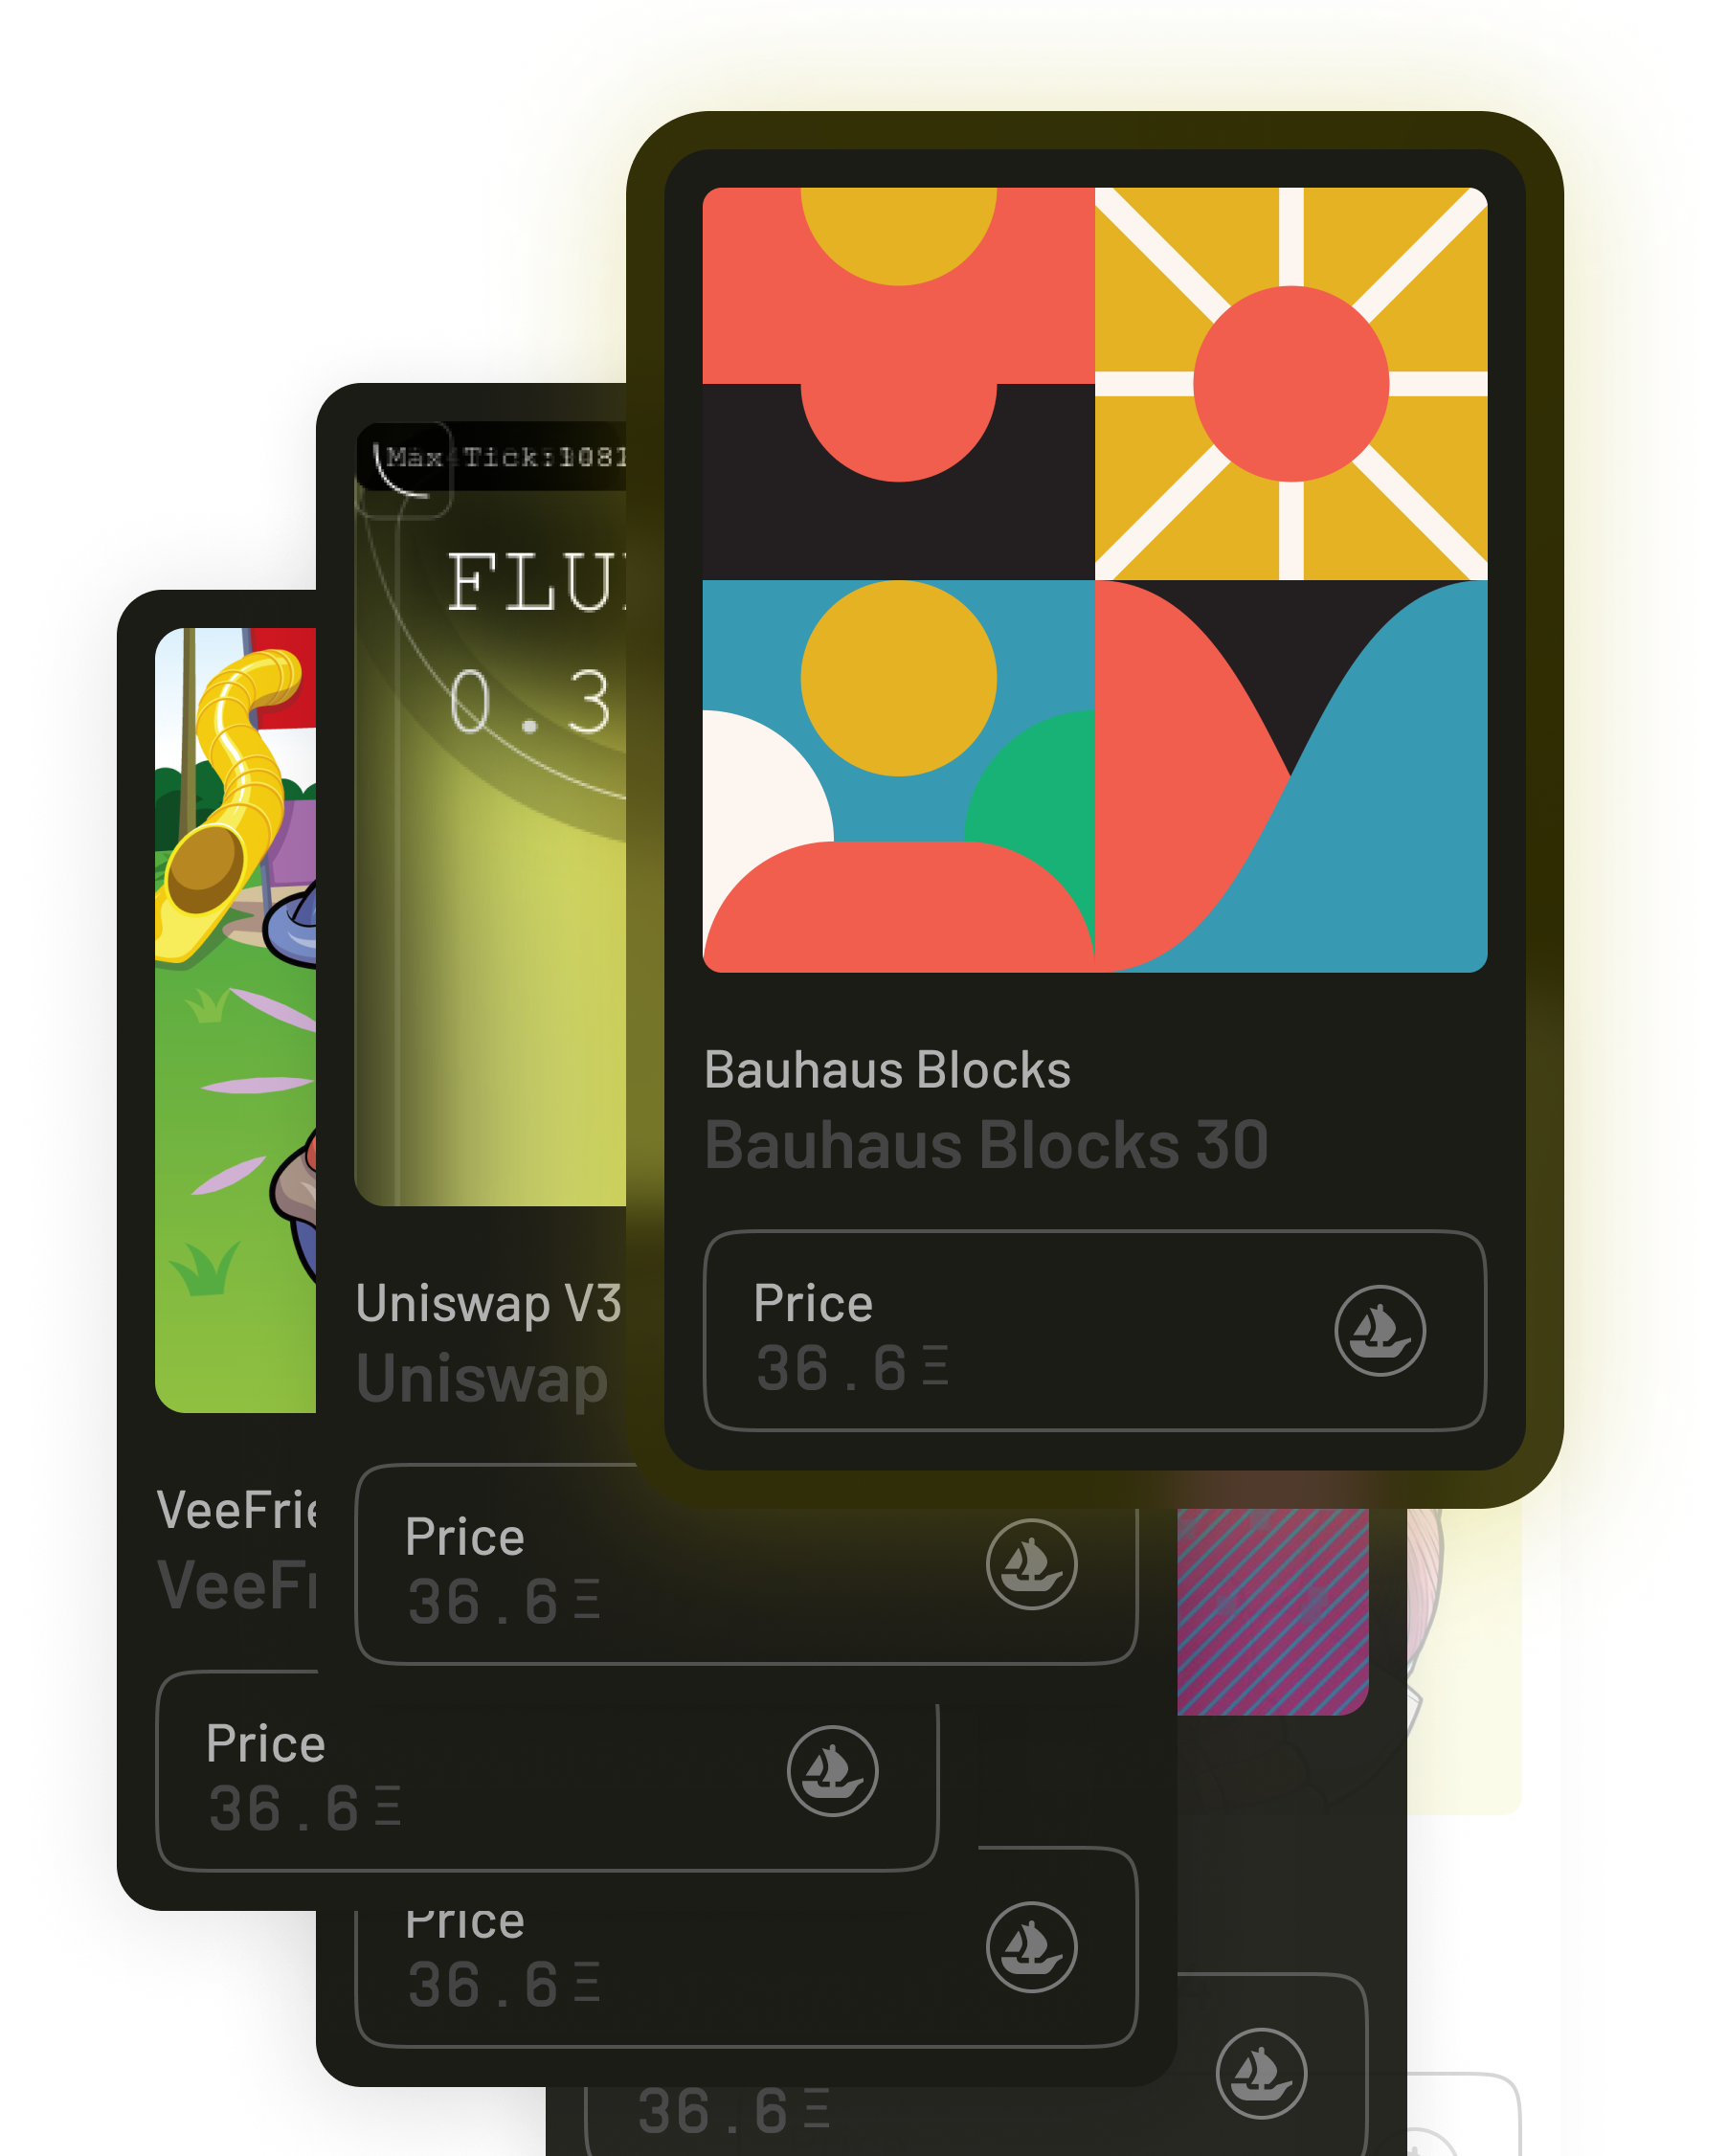 Bauhaus Blocks
Bauhaus Blocks 30
Price
36.6Ξ
Max Tick:1081
FLU
0.3
Uniswap V3
Uniswap
Price
36.6Ξ
VeeFrie
VeeFr
Price
36.6Ξ
Price
36.6Ξ
36.6Ξ